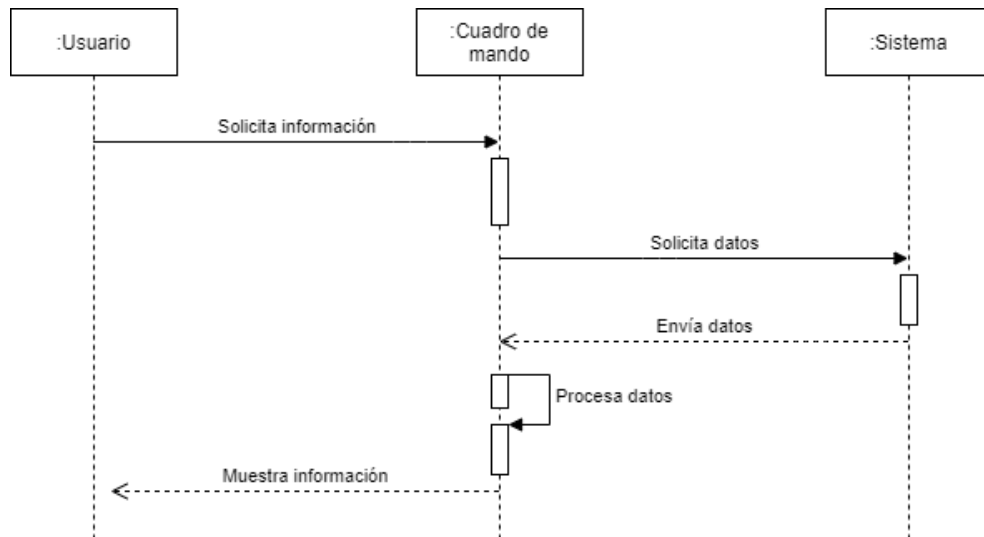 :Usuario
:Cuadro de
mando
:Sistema
Solicita información
Solicita datos
Envía datos
Procesa datos
Muestra información